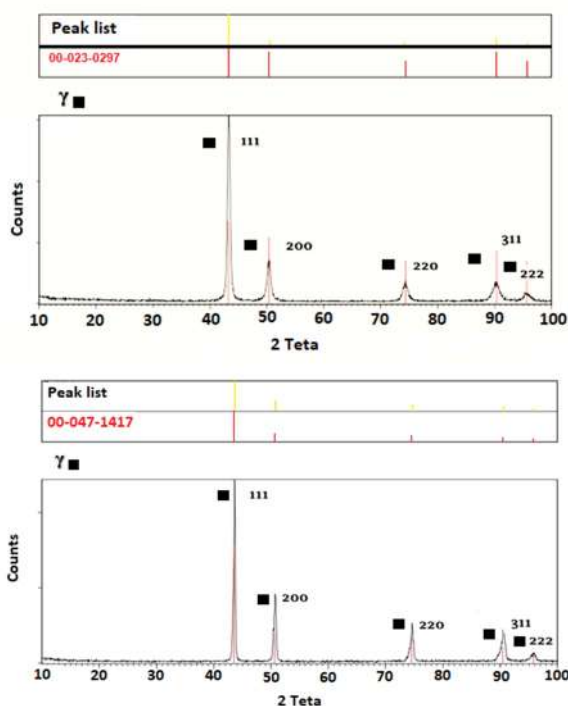 Peak list
00-023-0297
γ ■
Counts
■ 111
■ 200
■ 220
■ 311
■ 222
10 20 30 40 50 60 70 80 90 100
2 Teta
Peak list
00-047-1417
γ ■
Counts
■ 111
■ 200
■ 220
■ 311
■ 222
10 20 30 40 50 60 70 80 90 100
2 Teta